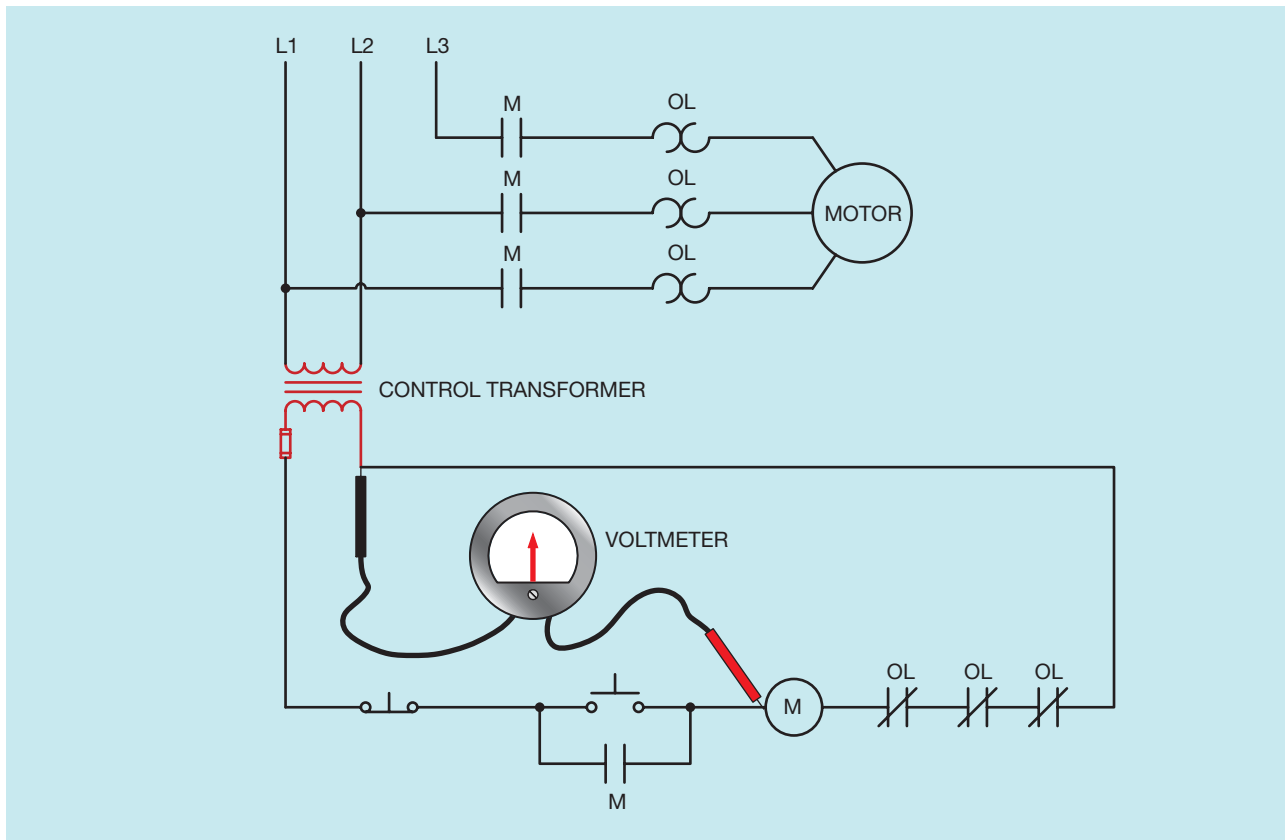 L1 L2 L3
M OL
M OL
MOTOR
M OL
CONTROL TRANSFORMER
VOLTMETER
OL OL OL
M
M